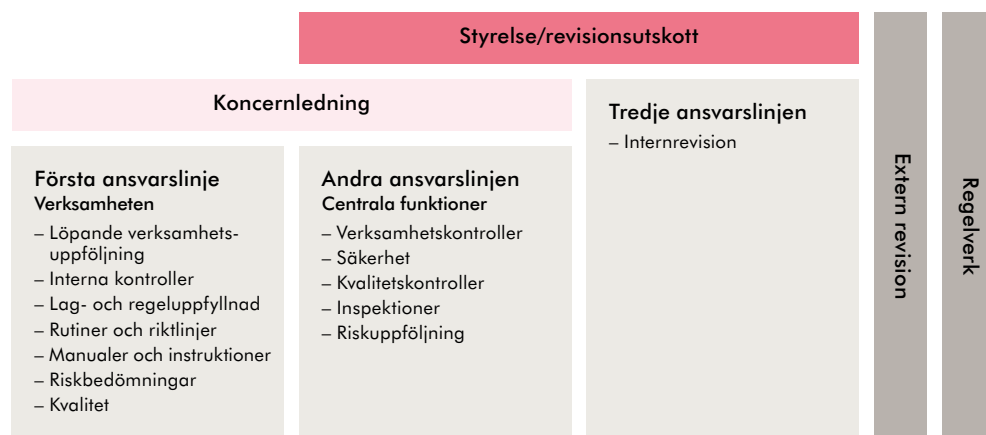 Styrelse/revisionsutskott
Koncernledning
Första ansvarslinje
Verksamheten
– Löpande verksamhets-
uppföljning
– Interna kontroller
– Lag- och regeluppfyllnad
– Rutiner och riktlinjer
– Manualer och instruktioner
– Riskbedömningar
– Kvalitet
Andra ansvarslinjen
Centrala funktioner
– Verksamhetskontroller
– Säkerhet
– Kvalitetskontroller
– Inspektioner
– Riskuppföljning
Tredje ansvarslinjen
– Internrevision
Extern revision
Regelverk